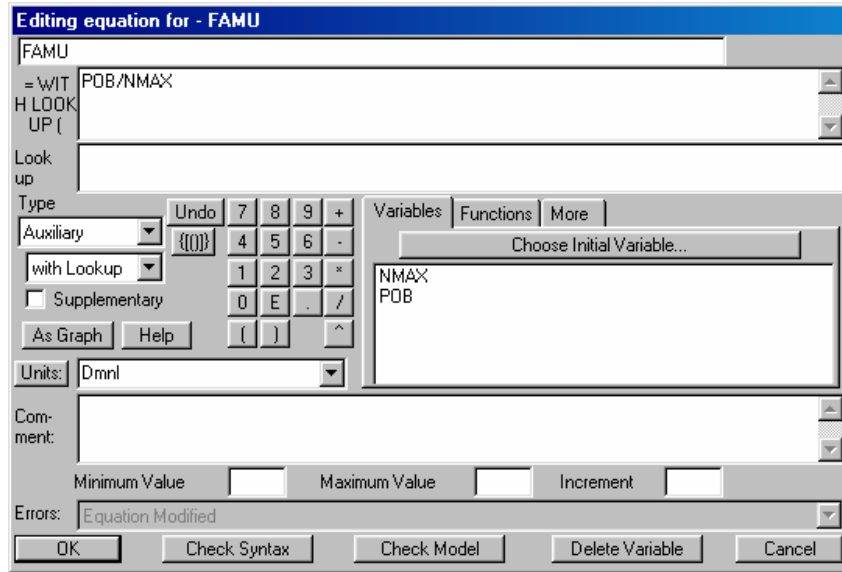 Editing equation for - FAMU
FAMU
= WIT
H LOOK
UP (
POB/NMAX
Look
up
Type
Auxiliary
with Lookup
Supplementary
As Graph Help
Undo 7 8 9 +
{[()]} 4 5 6 -
1 2 3 *
0 E . /
( ) ^
Variables Functions More
Choose Initial Variable...
NMAX
POB
Units: Dmnl
Com-
ment:
Minimum Value Maximum Value Increment
Errors: Equation Modified
OK Check Syntax Check Model Delete Variable Cancel